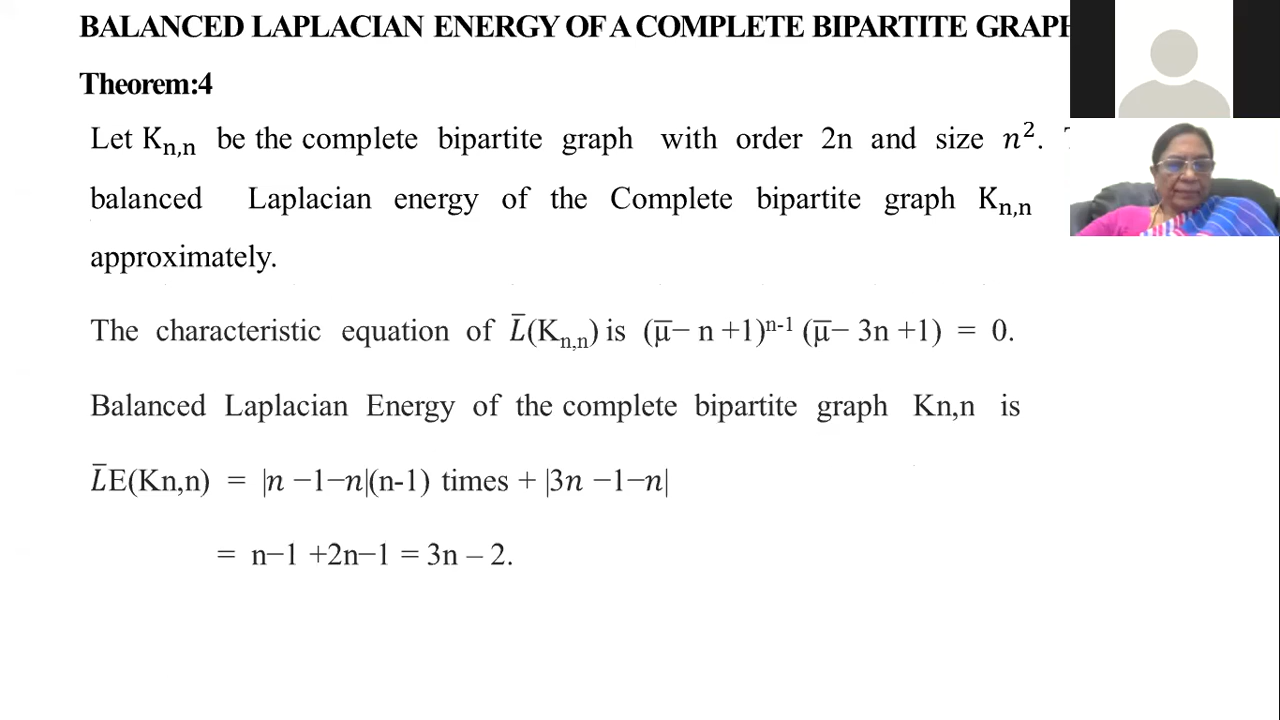 BALANCED LAPLACIAN ENERGY OF A COMPLETE BIPARTITE GRAPH
Theorem:4
Let Kₙ,ₙ be the complete bipartite graph with order 2n and size n².
balanced Laplacian energy of the Complete bipartite graph Kₙ,ₙ
approximately.
The characteristic equation of L̅(Kₙ,ₙ) is (μ̅− n +1)ⁿ⁻¹ (μ̅− 3n +1) = 0.
Balanced Laplacian Energy of the complete bipartite graph Kn,n is
L̅E(Kn,n) = |n −1−n|(n-1) times + |3n −1−n|
= n−1 +2n−1 = 3n – 2.